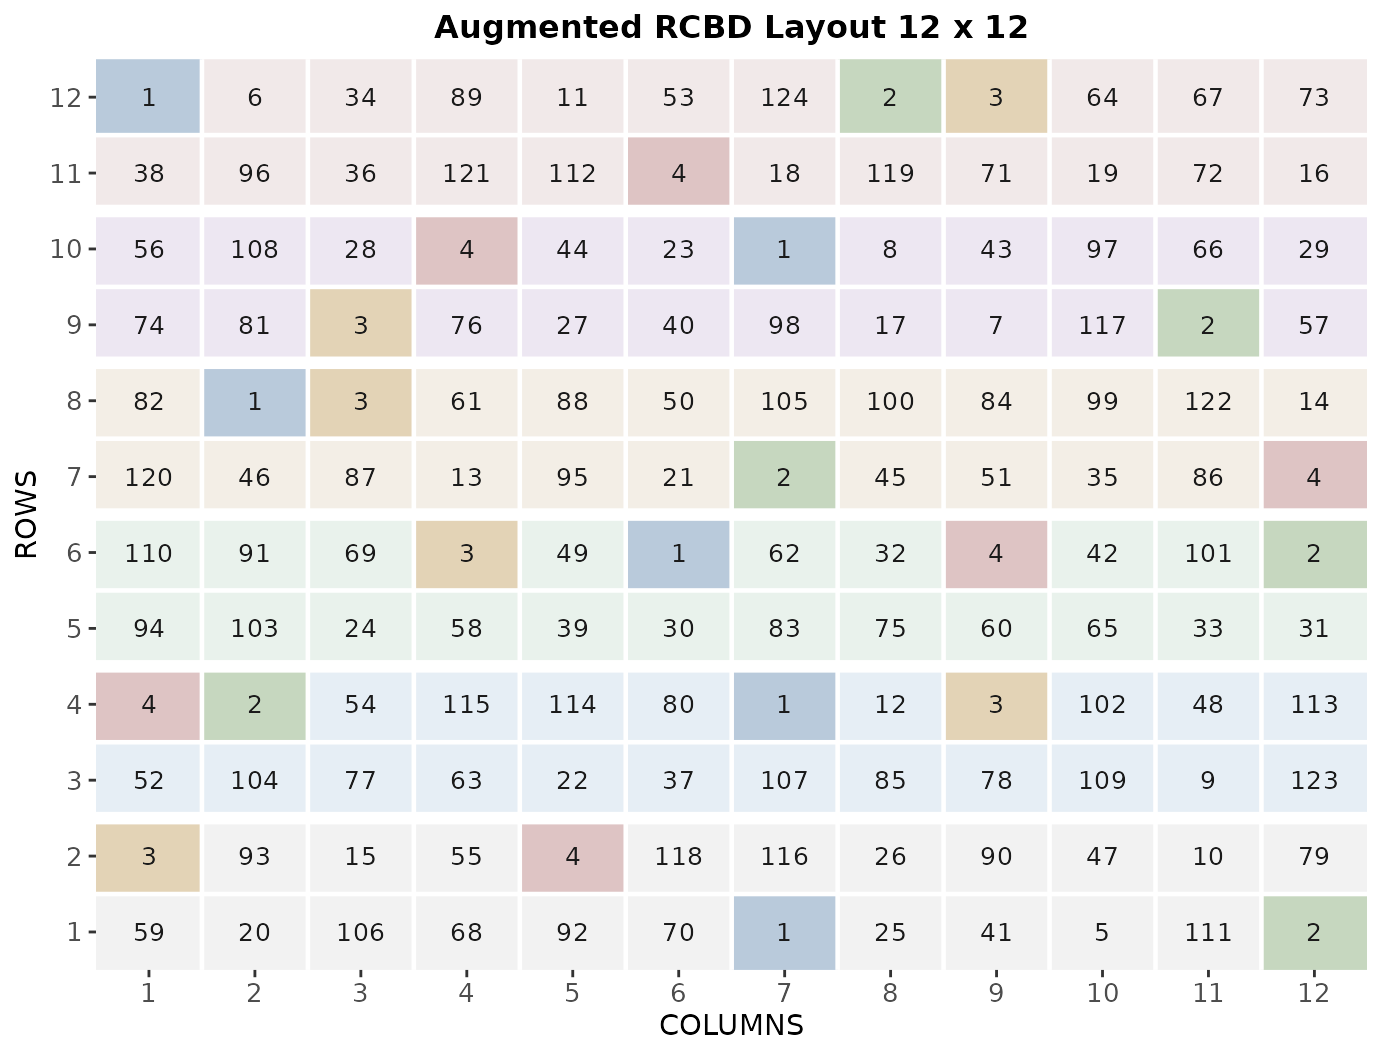 Augmented RCBD Layout 12 x 12
12 1 6 34 89 11 53 124 2 3 64 67 73
11 38 96 36 121 112 4 18 119 71 19 72 16
10 56 108 28 4 44 23 1 8 43 97 66 29
9 74 81 3 76 27 40 98 17 7 117 2 57
8 82 1 3 61 88 50 105 100 84 99 122 14
7 120 46 87 13 95 21 2 45 51 35 86 4
ROWS
6 110 91 69 3 49 1 62 32 4 42 101 2
5 94 103 24 58 39 30 83 75 60 65 33 31
4 4 2 54 115 114 80 1 12 3 102 48 113
3 52 104 77 63 22 37 107 85 78 109 9 123
2 3 93 15 55 4 118 116 26 90 47 10 79
1 59 20 106 68 92 70 1 25 41 5 111 2
1 2 3 4 5 6 7 8 9 10 11 12
COLUMNS